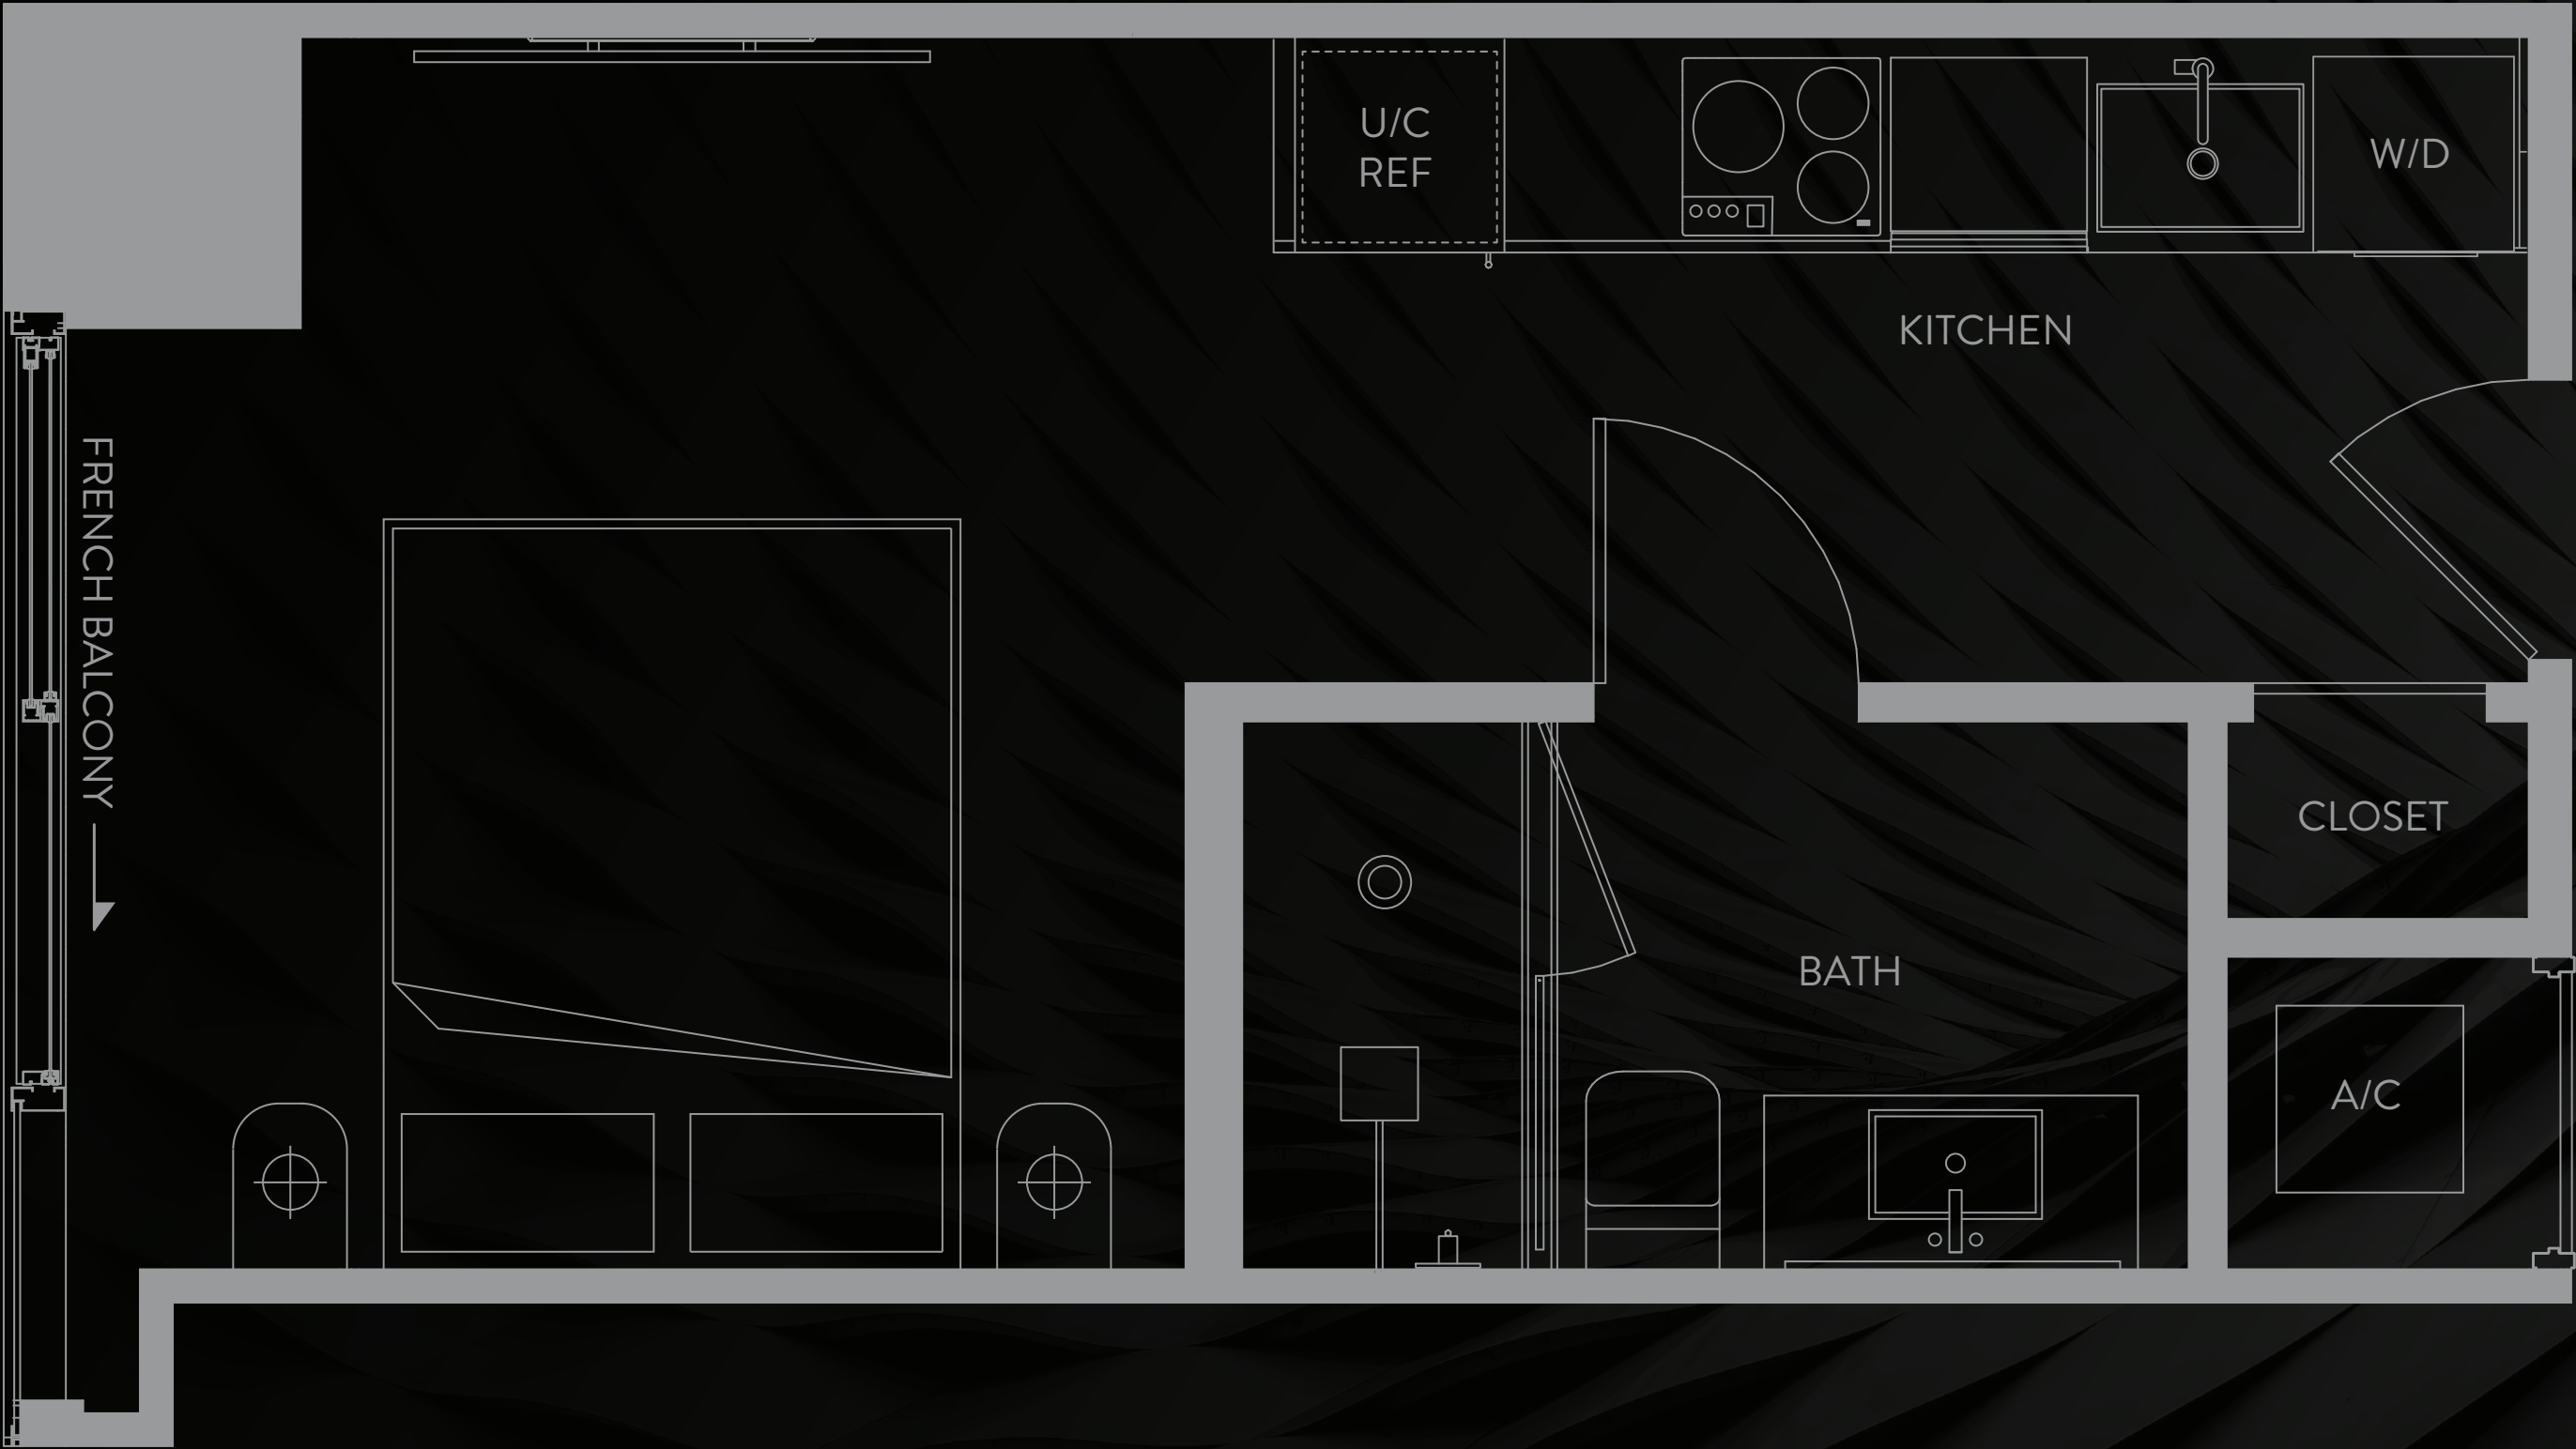 U/C
REF
W/D
KITCHEN
FRENCH BALCONY
CLOSET
BATH
A/C